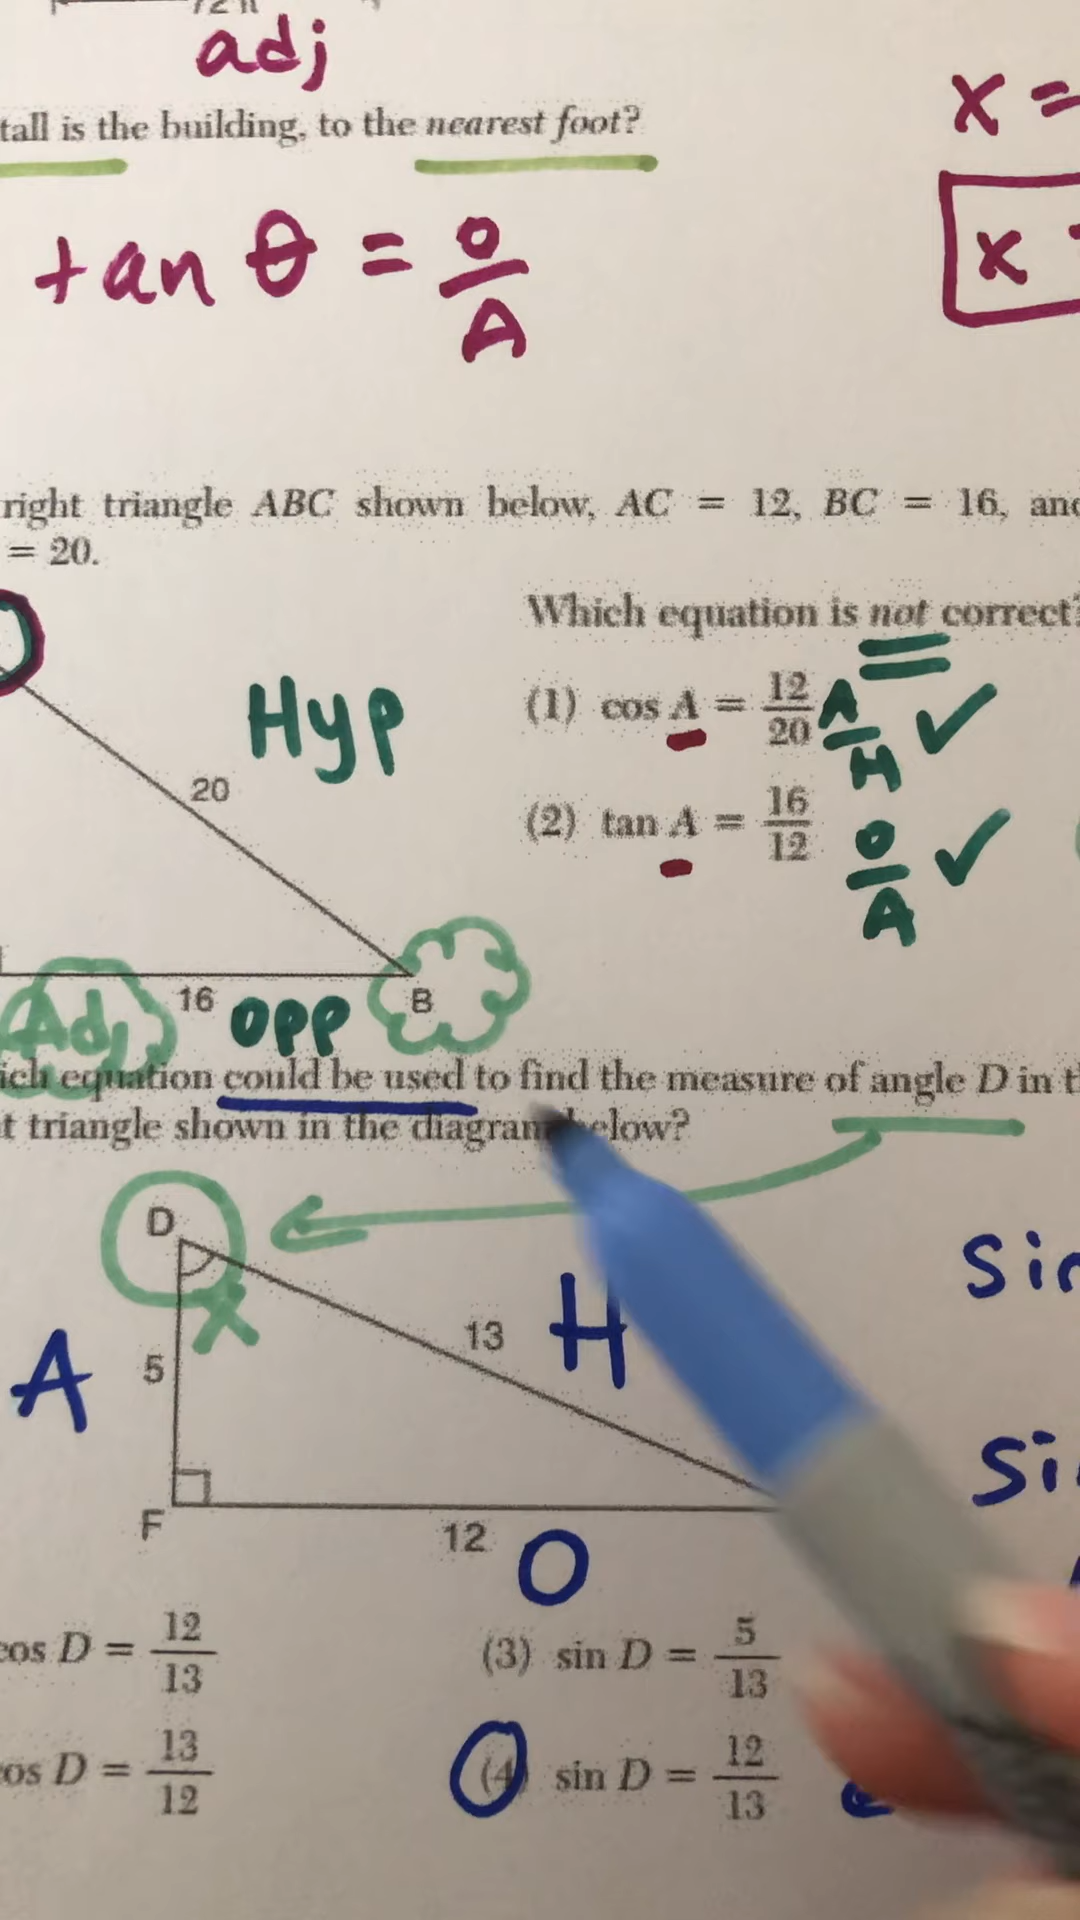 adj
tall is the building, to the nearest foot?
x =
tan θ = O/A
x
right triangle ABC shown below, AC = 12, BC = 16, and
= 20.
Which equation is not correct?
Hyp
(1) cos A = 12/20 A/H ✓
20
(2) tan A = 16/12 O/A ✓
Adj 16 opp B
equation could be used to find the measure of angle D in
triangle shown in the diagram below?
D
x
sin
13 H
A 5
F
12 O
cos D = 12/13
(3) sin D = 5/13
cos D = 13/12
(4) sin D = 12/13